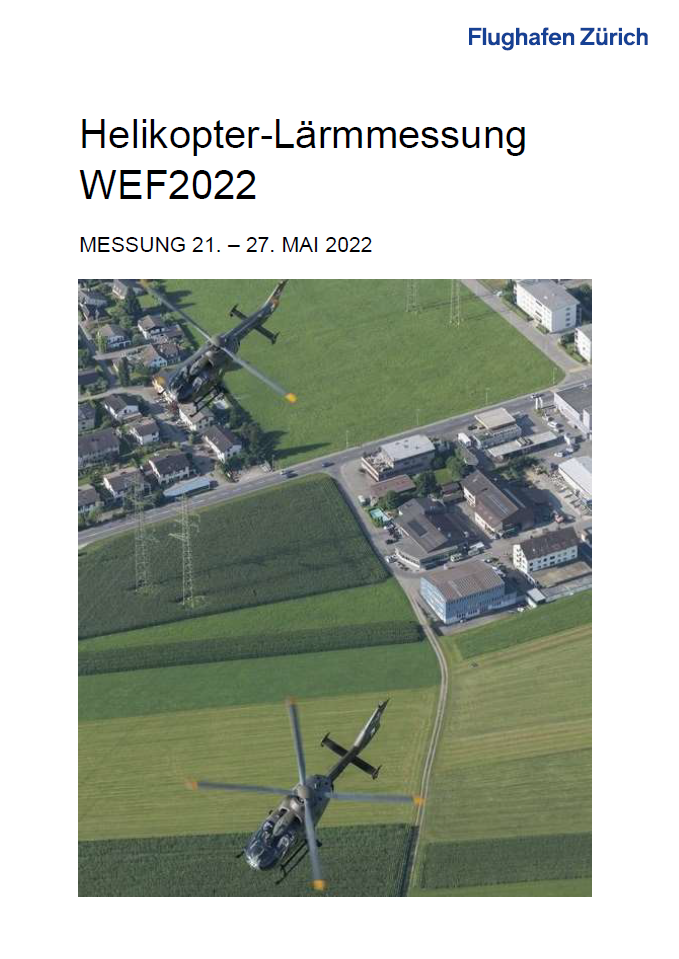 Flughafen Zürich
Helikopter-Lärmmessung
WEF2022
MESSUNG 21. – 27. MAI 2022